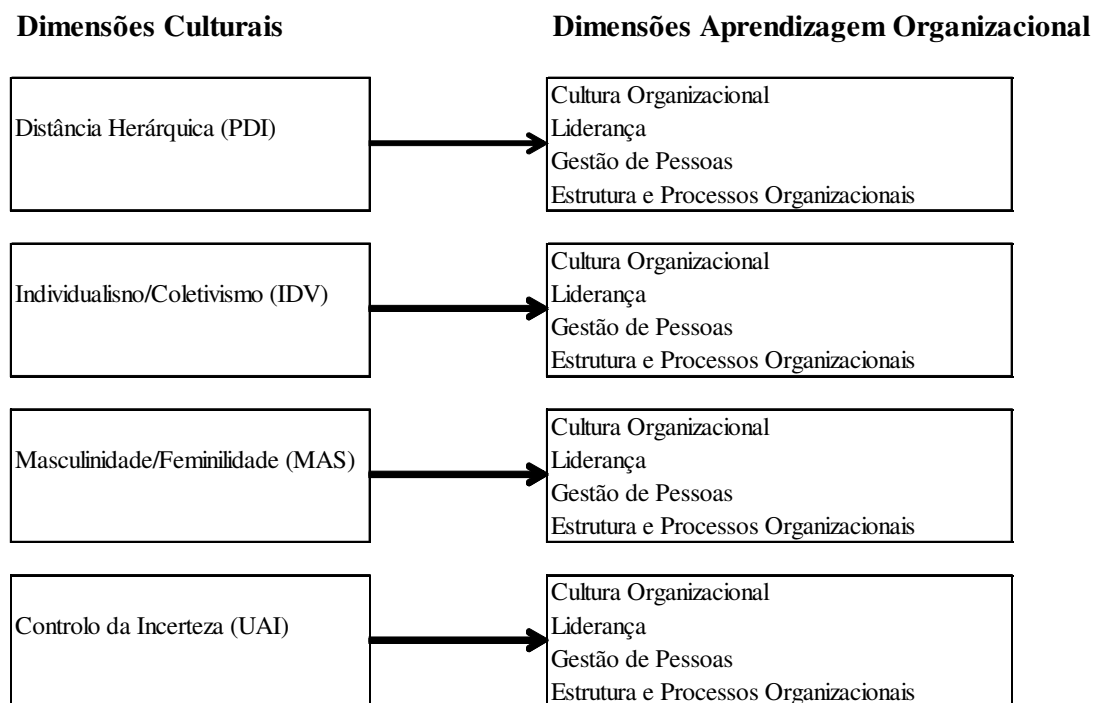 Dimensões Culturais
Dimensões Aprendizagem Organizacional
Distância Herárquica (PDI)
Cultura Organizacional
Liderança
Gestão de Pessoas
Estrutura e Processos Organizacionais
Individualisno/Coletivismo (IDV)
Cultura Organizacional
Liderança
Gestão de Pessoas
Estrutura e Processos Organizacionais
Masculinidade/Feminilidade (MAS)
Cultura Organizacional
Liderança
Gestão de Pessoas
Estrutura e Processos Organizacionais
Controlo da Incerteza (UAI)
Cultura Organizacional
Liderança
Gestão de Pessoas
Estrutura e Processos Organizacionais